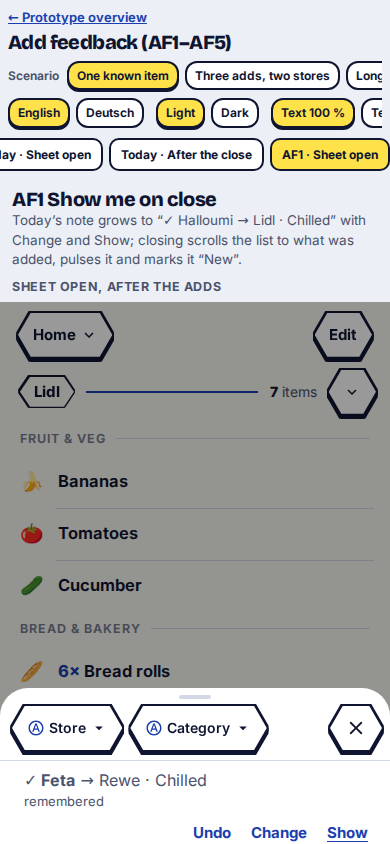 ← Prototype overview
Add feedback (AF1–AF5)
Scenario One known item Three adds, two stores Long
English Deutsch Light Dark Text 100 % Te
ay · Sheet open Today · After the close AF1 · Sheet open
AF1 Show me on close
Today’s note grows to “✓ Halloumi → Lidl · Chilled” with
Change and Show; closing scrolls the list to what was
added, pulses it and marks it “New”.
SHEET OPEN, AFTER THE ADDS
Home Edit
Lidl 7 items
FRUIT & VEG
Bananas
Tomatoes
Cucumber
BREAD & BAKERY
6× Bread rolls
A Store A Category
✓ Feta → Rewe · Chilled
remembered
Undo Change Show